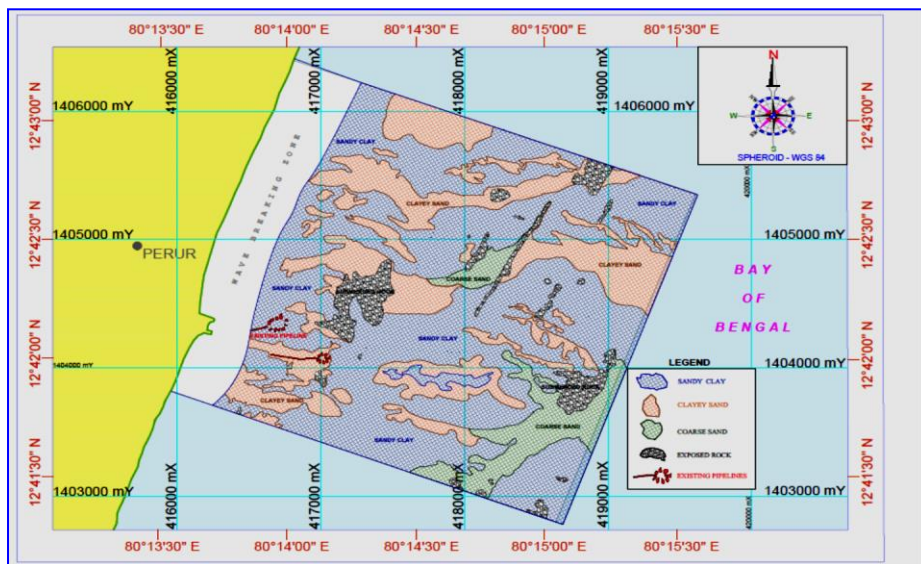 80°13'30" E 80°14'00" E 80°14'30" E 80°15'00" E 80°15'30" E
416000 mX 417000 mX 418000 mX 419000 mX
N
W E
S
SPHEROID - WGS 84
12°43'00" N
12°42'30" N
12°42'00" N
12°41'30" N
1406000 mY 1406000 mY
1405000 mY 1405000 mY
1404000 mY 1404000 mY
1403000 mY 1403000 mY
12°43'00" N
12°42'30" N
12°42'00" N
12°41'30" N
420000 mX
WAVE BREAKING ZONE
PERUR
SANDY CLAY
CLAYEY SAND
SANDY CLAY
CLAYEY SAND
COARSE SAND
SANDY CLAY
EXISTING PIPELINE
SANDY CLAY
CLAYEY SAND
SANDY CLAY
COARSE SAND
BAY
OF
BENGAL
LEGEND
SANDY CLAY
CLAYEY SAND
COARSE SAND
EXPOSED ROCK
EXISTING PIPELINES
416000 mX 417000 mX 418000 mX 419000 mX 420000 mX
80°13'30" E 80°14'00" E 80°14'30" E 80°15'00" E 80°15'30" E